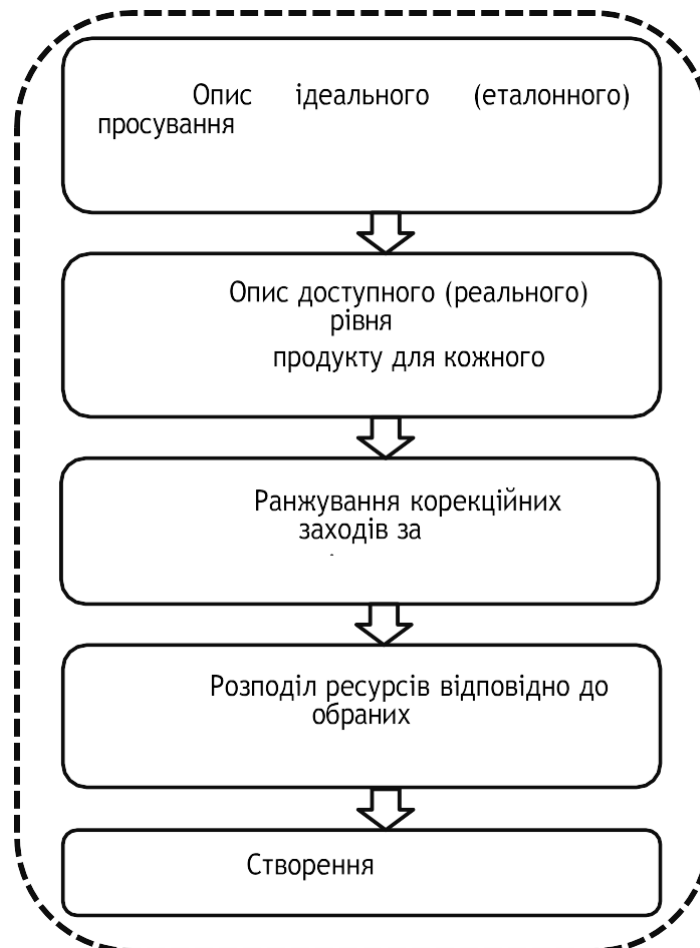 Опис ідеального (еталонного)
просування
Опис доступного (реального)
рівня
продукту для кожного
Ранжування корекційних
заходів за
Розподіл ресурсів відповідно до
обраних
Створення